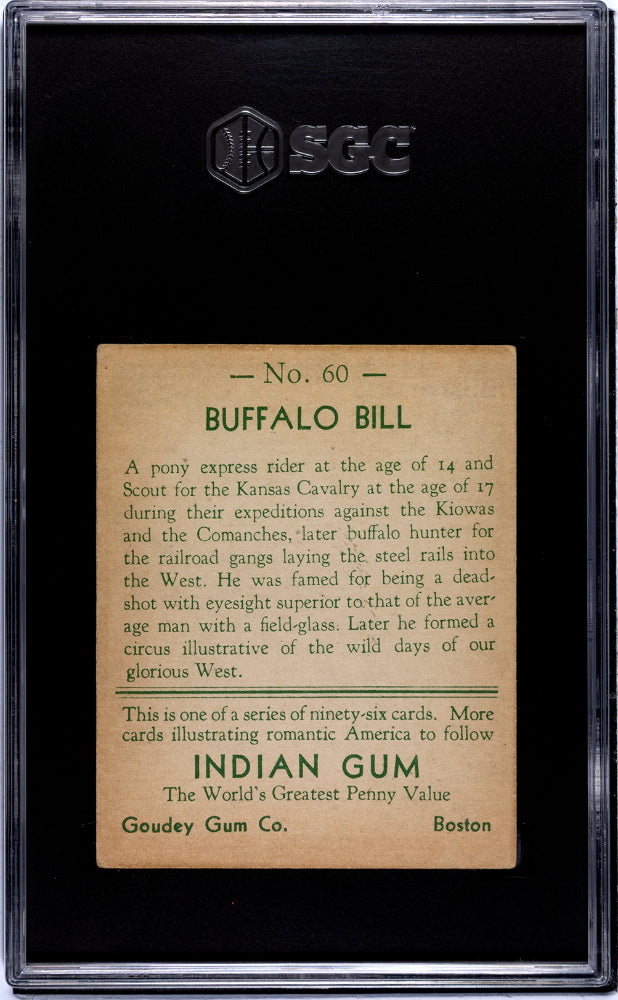 SGC
— No. 60 —
BUFFALO BILL
A pony express rider at the age of 14 and
Scout for the Kansas Cavalry at the age of 17
during their expeditions against the Kiowas
and the Comanches, later buffalo hunter for
the railroad gangs laying the steel rails into
the West. He was famed for being a dead-
shot with eyesight superior to that of the aver-
age man with a field-glass. Later he formed a
circus illustrative of the wild days of our
glorious West.
This is one of a series of ninety-six cards. More
cards illustrating romantic America to follow
INDIAN GUM
The World's Greatest Penny Value
Goudey Gum Co. Boston